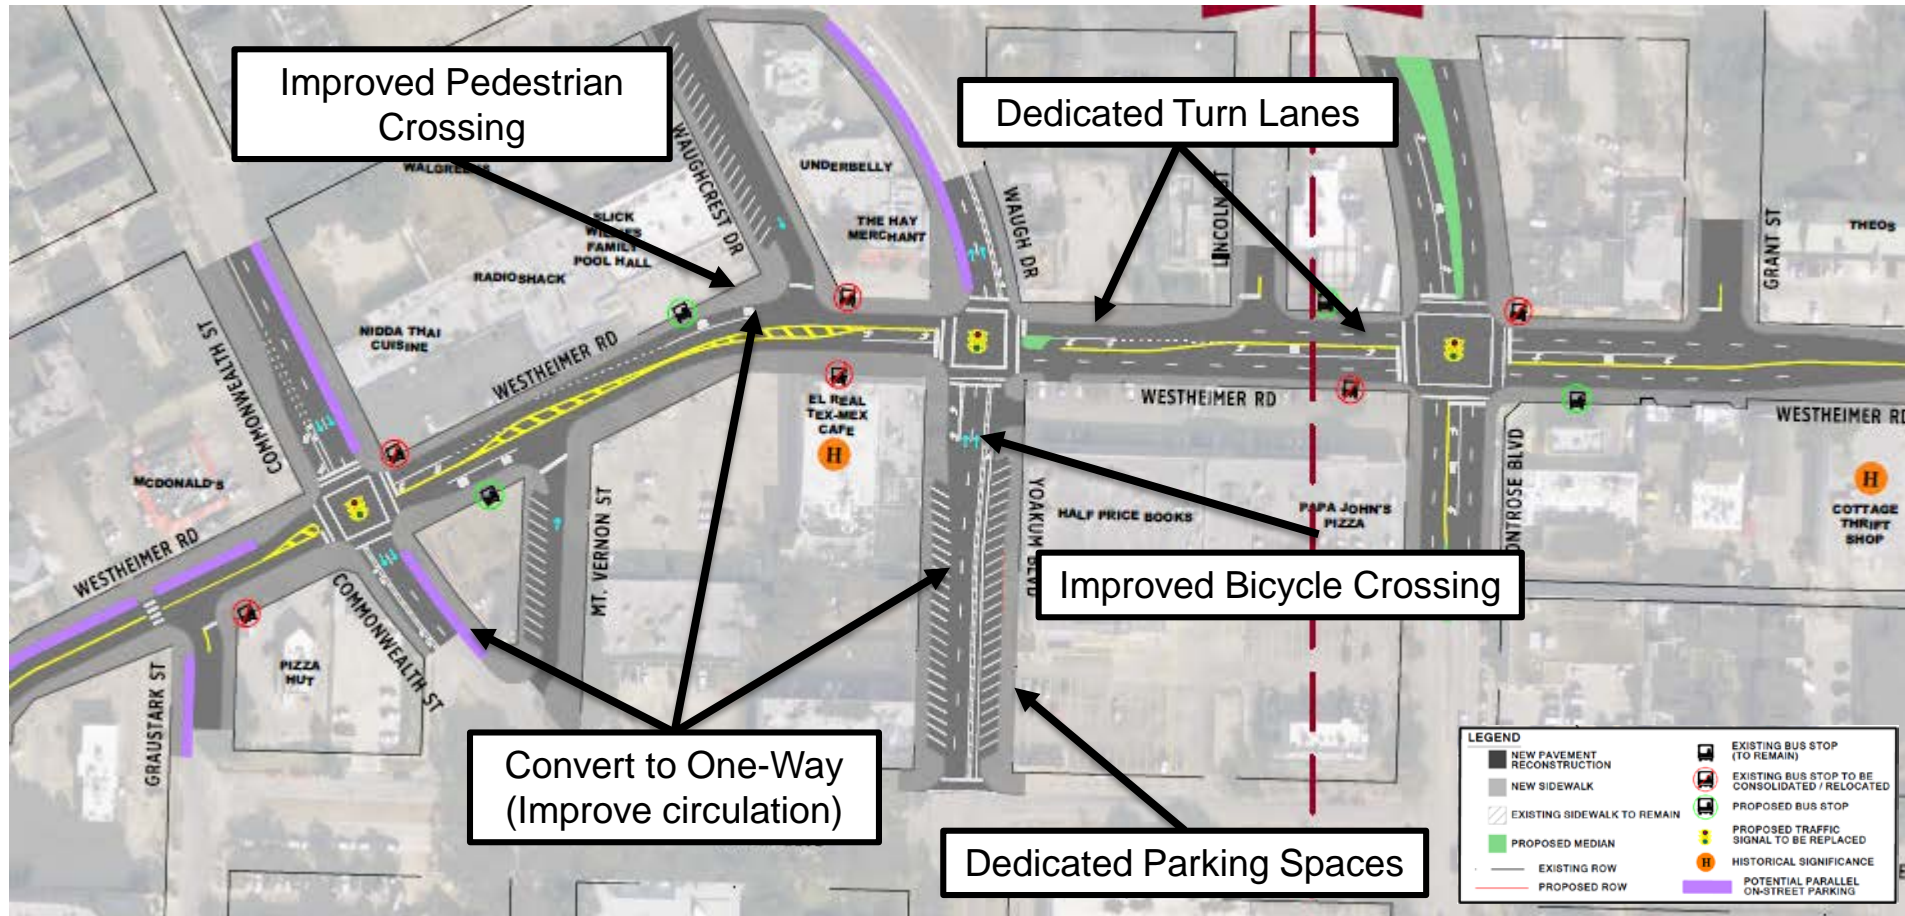 Improved Pedestrian
Crossing
Dedicated Turn Lanes
WAUGHCREST DR
UNDERBELLY
THE HAY
MERCHANT
WAUGH DR
GRANT ST
THEOS
SLICK
WILLIES
FAMILY
POOL HALL
RADIOSHACK
NIDDA THAI
CUISINE
WESTHEIMER RD
COMMONWEALTH ST
MCDONALD'S
WESTHEIMER RD
EL REAL
TEX-MEX
CAFE
H
WESTHEIMER RD
WESTHEIMER RD
H
COTTAGE
THRIFT
SHOP
HALF PRICE BOOKS
PAPA JOHN'S
PIZZA
YOAKUM BLVD
MT. VERNON ST
Improved Bicycle Crossing
COMMONWEALTH ST
PIZZA
HUT
GRAUSTARK ST
Convert to One-Way
(Improve circulation)
Dedicated Parking Spaces
LEGEND
NEW PAVEMENT
RECONSTRUCTION
NEW SIDEWALK
EXISTING SIDEWALK TO REMAIN
PROPOSED MEDIAN
EXISTING ROW
PROPOSED ROW
EXISTING BUS STOP
(TO REMAIN)
EXISTING BUS STOP TO BE
CONSOLIDATED / RELOCATED
PROPOSED BUS STOP
PROPOSED TRAFFIC
SIGNAL TO BE REPLACED
H HISTORICAL SIGNIFICANCE
POTENTIAL PARALLEL
ON-STREET PARKING